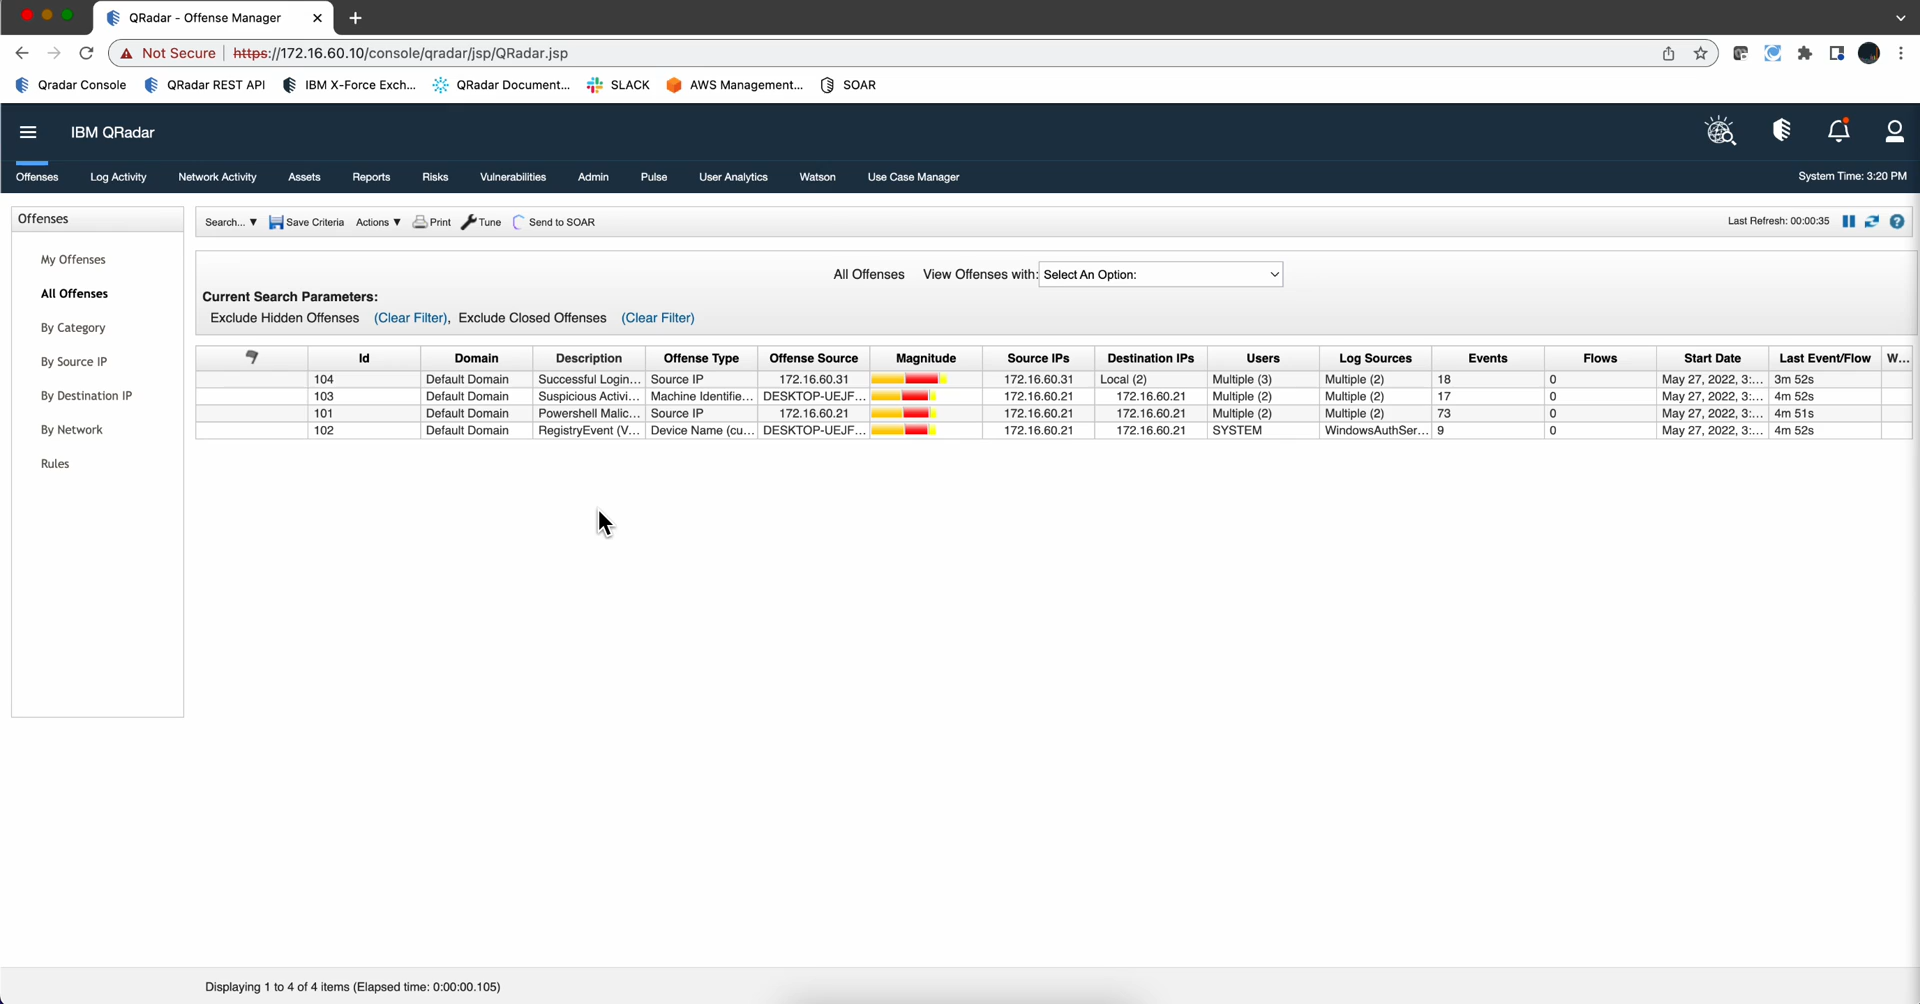 QRadar - Offense Manager
Not Secure https://172.16.60.10/console/qradar/jsp/QRadar.jsp
Qradar Console QRadar REST API IBM X-Force Exch... QRadar Document... SLACK AWS Management... SOAR
IBM QRadar
Offenses Log Activity Network Activity Assets Reports Risks Vulnerabilities Admin Pulse User Analytics Watson Use Case Manager System Time: 3:20 PM
Offenses
My Offenses
All Offenses
By Category
By Source IP
By Destination IP
By Network
Rules
Search... ▼ Save Criteria Actions ▼ Print Tune Send to SOAR Last Refresh: 00:00:35
All Offenses View Offenses with: Select An Option:
Current Search Parameters:
Exclude Hidden Offenses (Clear Filter), Exclude Closed Offenses (Clear Filter)
Id Domain Description Offense Type Offense Source Magnitude Source IPs Destination IPs Users Log Sources Events Flows Start Date Last Event/Flow W...
104 Default Domain Successful Login... Source IP 172.16.60.31 172.16.60.31 Local (2) Multiple (3) Multiple (2) 18 0 May 27, 2022, 3:... 3m 52s
103 Default Domain Suspicious Activi... Machine Identifie... DESKTOP-UEJF... 172.16.60.21 172.16.60.21 Multiple (2) Multiple (2) 17 0 May 27, 2022, 3:... 4m 52s
101 Default Domain Powershell Malic... Source IP 172.16.60.21 172.16.60.21 172.16.60.21 Multiple (2) Multiple (2) 73 0 May 27, 2022, 3:... 4m 51s
102 Default Domain RegistryEvent (V... Device Name (cu... DESKTOP-UEJF... 172.16.60.21 172.16.60.21 SYSTEM WindowsAuthSer... 9 0 May 27, 2022, 3:... 4m 52s
Displaying 1 to 4 of 4 items (Elapsed time: 0:00:00.105)